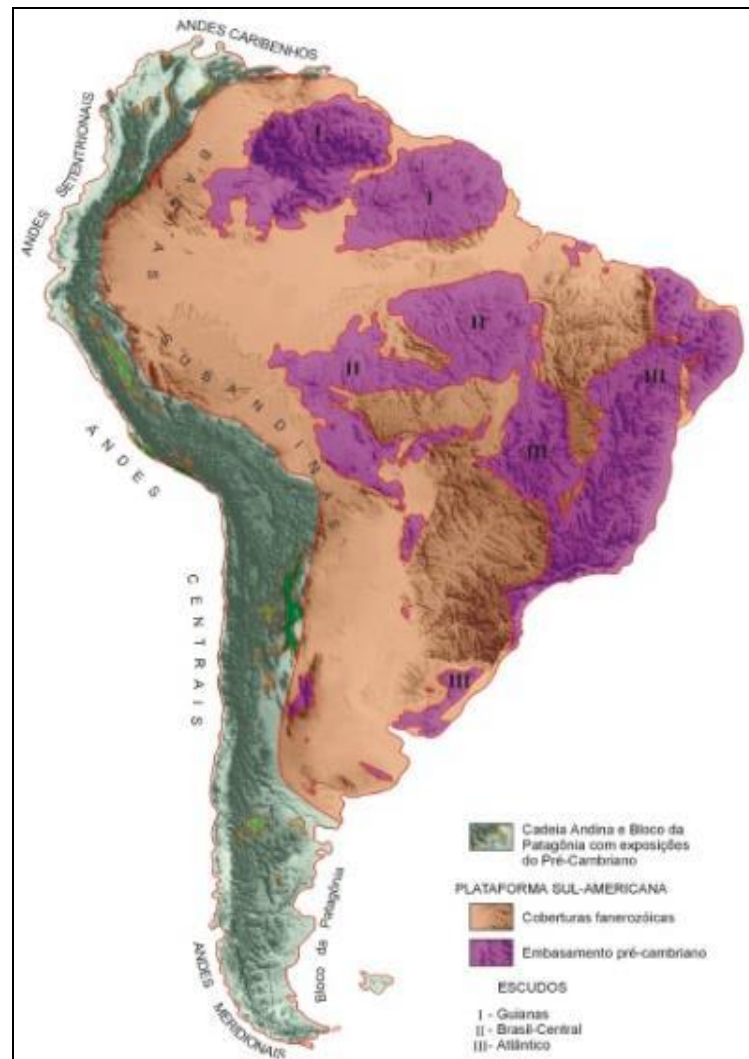 ANDES CARIBENHOS
ANDES SETENTRIONAIS
BACIAS SUBANDINAS
ANDES
CENTRAIS
ANDES MERIDIONAIS
Bloco da Patagônia
I
I
II
II
III
III
III
Cadeia Andina e Bloco da
Patagônia com exposições
do Pré-Cambriano
PLATAFORMA SUL-AMERICANA
Coberturas fanerozóicas
Embasamento pré-cambriano
ESCUDOS
I - Guianas
II - Brasil-Central
III- Atlântico